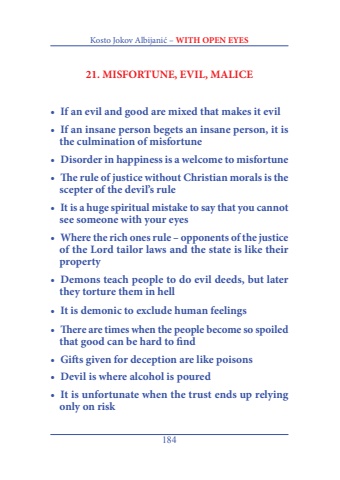 Kosto Jokov Albijanić – WITH OPEN EYES
21. MISFORTUNE, EVIL, MALICE
• If an evil and good are mixed that makes it evil
• If an insane person begets an insane person, it is
the culmination of misfortune
• Disorder in happiness is a welcome to misfortune
• The rule of justice without Christian morals is the
scepter of the devil's rule
• It is a huge spiritual mistake to say that you cannot
see someone with your eyes
• Where the rich ones rule – opponents of the justice
of the Lord tailor laws and the state is like their
property
• Demons teach people to do evil deeds, but later
they torture them in hell
• It is demonic to exclude human feelings
• There are times when the people become so spoiled
that good can be hard to find
• Gifts given for deception are like poisons
• Devil is where alcohol is poured
• It is unfortunate when the trust ends up relying
only on risk
184